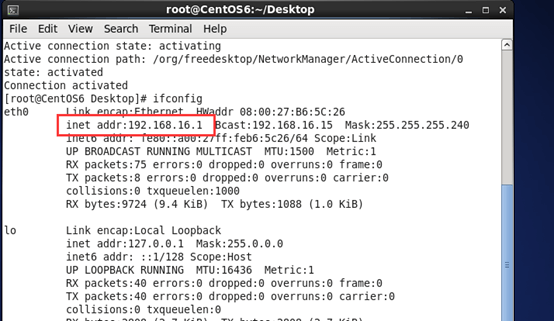 root@CentOS6:~/Desktop
File Edit View Search Terminal Help
Active connection state: activating
Active connection path: /org/freedesktop/NetworkManager/ActiveConnection/0
state: activated
Connection activated
[root@CentOS6 Desktop]# ifconfig
eth0 Link encap:Ethernet HWaddr 08:00:27:B6:5C:26
inet addr:192.168.16.1 Bcast:192.168.16.15 Mask:255.255.255.240
inet6 addr: fe80::a00:27ff:feb6:5c26/64 Scope:Link
UP BROADCAST RUNNING MULTICAST MTU:1500 Metric:1
RX packets:75 errors:0 dropped:0 overruns:0 frame:0
TX packets:8 errors:0 dropped:0 overruns:0 carrier:0
collisions:0 txqueuelen:1000
RX bytes:9724 (9.4 KiB) TX bytes:1088 (1.0 KiB)
lo Link encap:Local Loopback
inet addr:127.0.0.1 Mask:255.0.0.0
inet6 addr: ::1/128 Scope:Host
UP LOOPBACK RUNNING MTU:16436 Metric:1
RX packets:40 errors:0 dropped:0 overruns:0 frame:0
TX packets:40 errors:0 dropped:0 overruns:0 carrier:0
collisions:0 txqueuelen:0